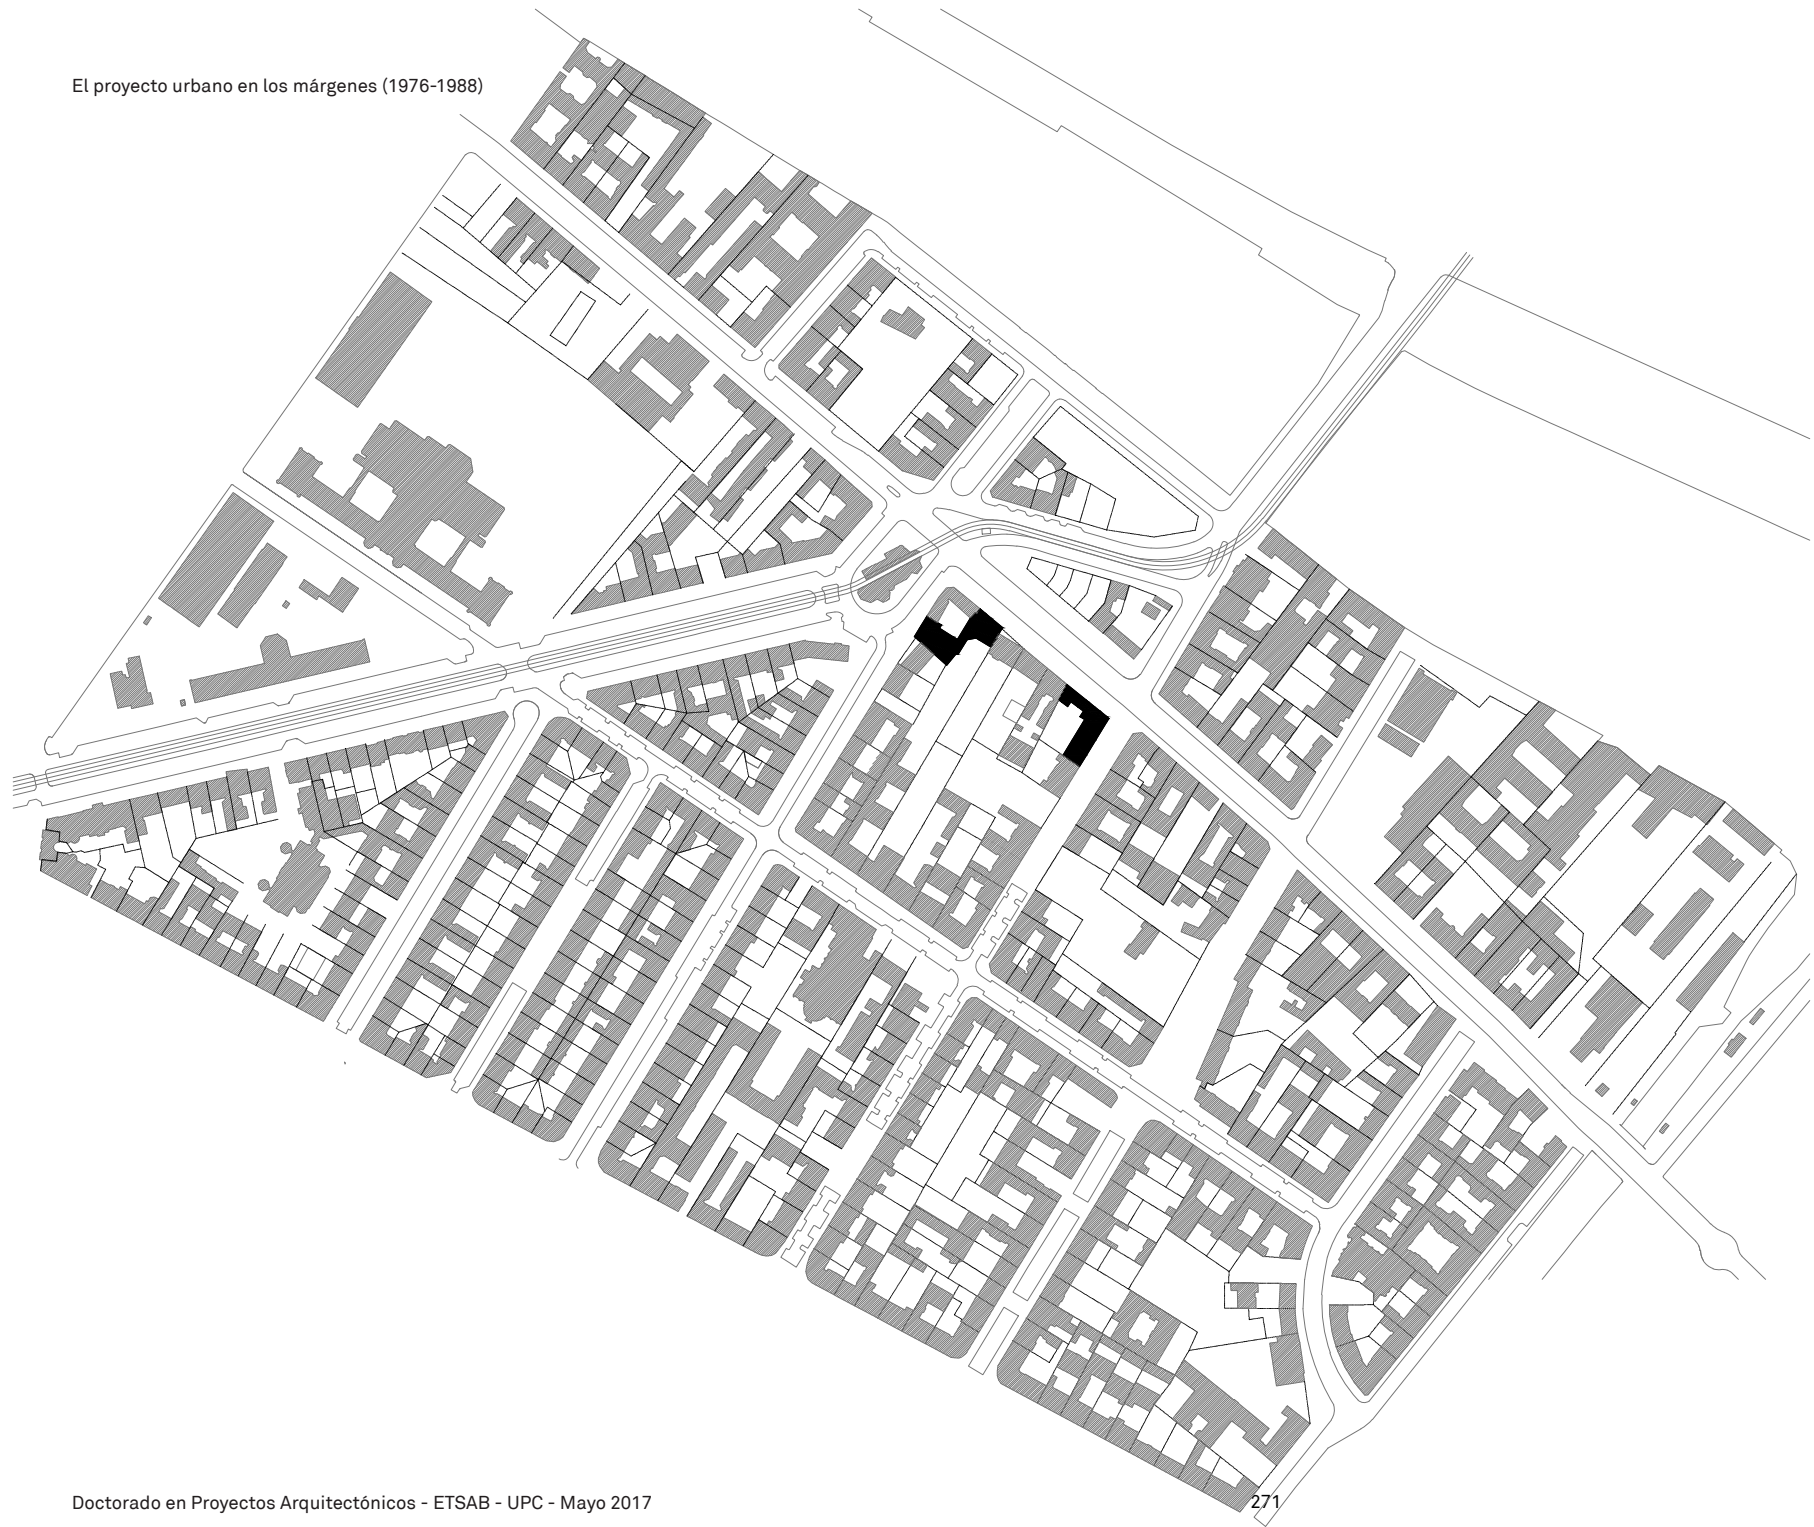 El proyecto urbano en los márgenes (1976-1988)
Doctorado en Proyectos Arquitectónicos - ETSAB - UPC - Mayo 2017
271